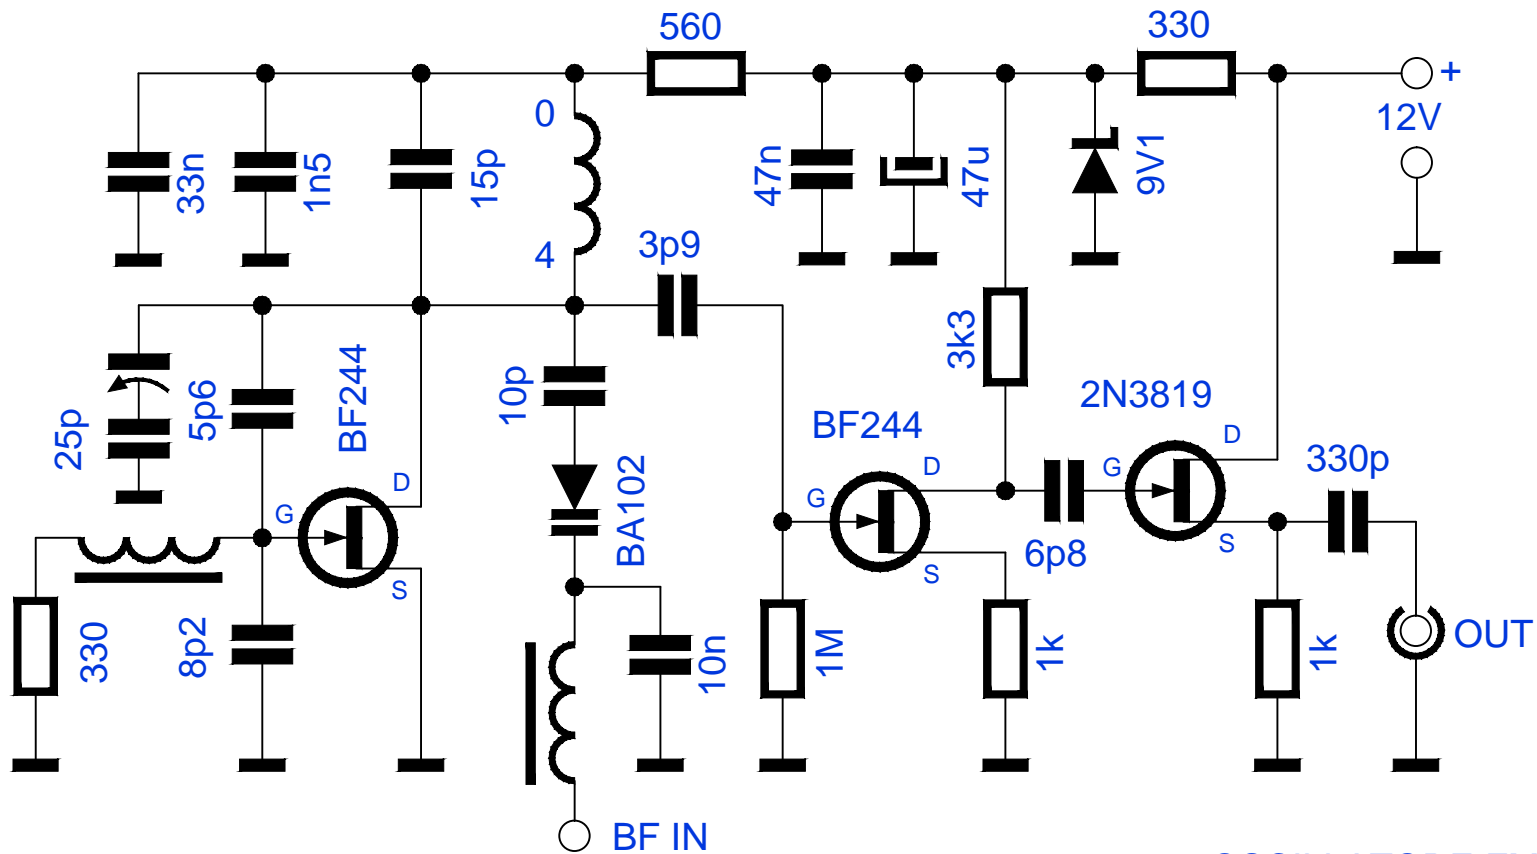 560
330
+
12V
0
4
33n
1n5
15p
47n
47u
9V1
3p9
3k3
25p
5p6
BF244
10p
BA102
BF244
2N3819
330p
D
G
S
D
G
S
D
G
S
6p8
330
8p2
10n
1M
1k
1k
OUT
BF IN